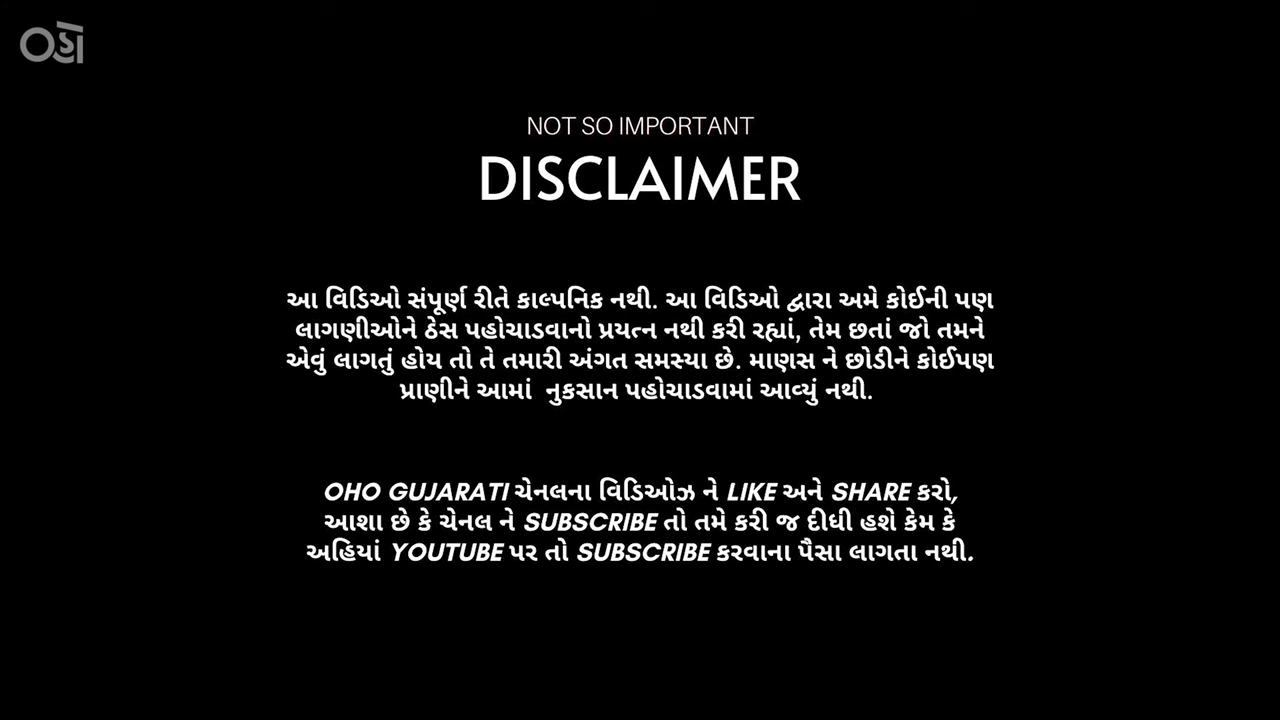 ઓહો
NOT SO IMPORTANT
DISCLAIMER
આ વિડિઓ સંપૂર્ણ રીતે કાલ્પનિક નથી. આ વિડિઓ દ્વારા અમે કોઈની પણ
લાગણીઓને ઠેસ પહોચાડવાનો પ્રયત્ન નથી કરી રહ્યાં, તેમ છતાં જો તમને
એવું લાગતું હોય તો તે તમારી અંગત સમસ્યા છે. માણસ ને છોડીને કોઈપણ
પ્રાણીને આમાં નુકસાન પહોચાડવામાં આવ્યું નથી.
OHO GUJARATI ચેનલના વિડિઓઝ ને LIKE અને SHARE કરો,
આશા છે કે ચેનલ ને SUBSCRIBE તો તમે કરી જ દીધી હશે કેમ કે
અહિયાં YOUTUBE પર તો SUBSCRIBE કરવાના પૈસા લાગતા નથી.